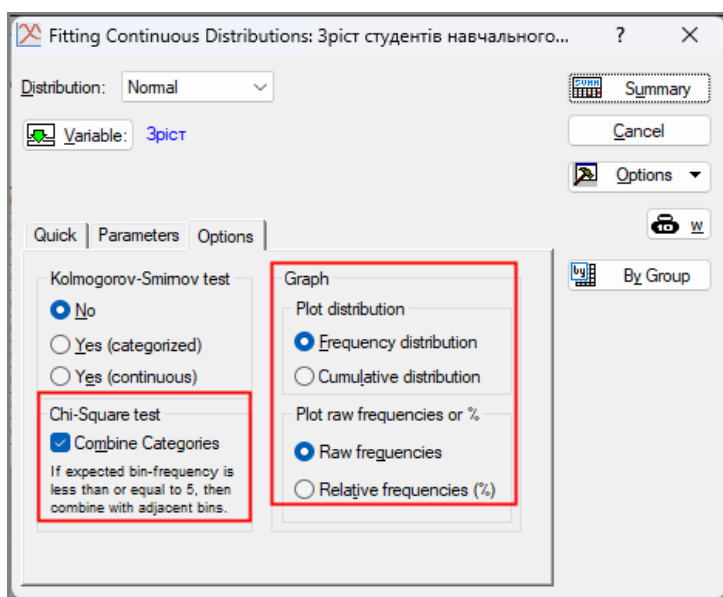 Fitting Continuous Distributions: Зріст студентів навчального... ? ×
Distribution: Normal
Summary
Variable: Зріст
Cancel
Options
w
By Group
Quick Parameters Options
Kolmogorov-Smirnov test
No
Yes (categorized)
Yes (continuous)
Chi-Square test
Combine Categories
If expected bin-frequency is
less than or equal to 5, then
combine with adjacent bins.
Graph
Plot distribution
Frequency distribution
Cumulative distribution
Plot raw frequencies or %
Raw frequencies
Relative frequencies (%)